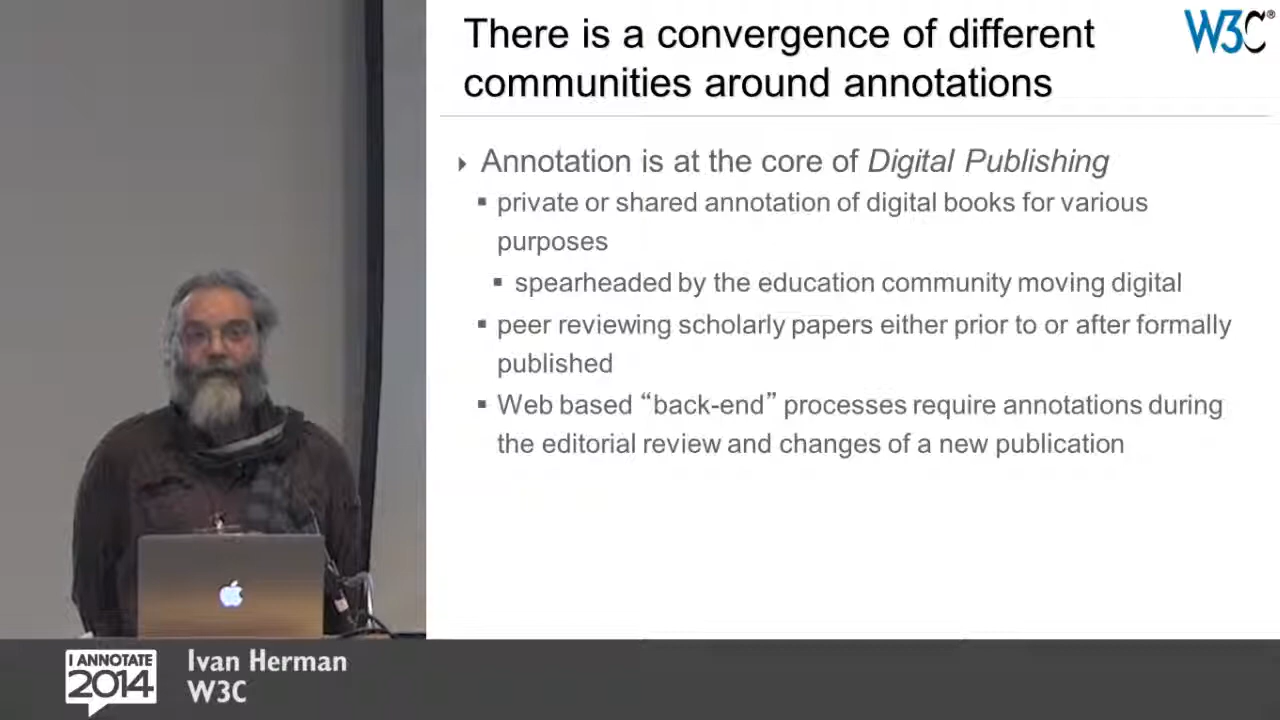 There is a convergence of different
communities around annotations
W3C®
Annotation is at the core of Digital Publishing
private or shared annotation of digital books for various
purposes
spearheaded by the education community moving digital
peer reviewing scholarly papers either prior to or after formally
published
Web based “back-end” processes require annotations during
the editorial review and changes of a new publication
I ANNOTATE
2014
Ivan Herman
W3C